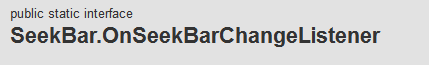 public static interface
SeekBar.OnSeekBarChangeListener